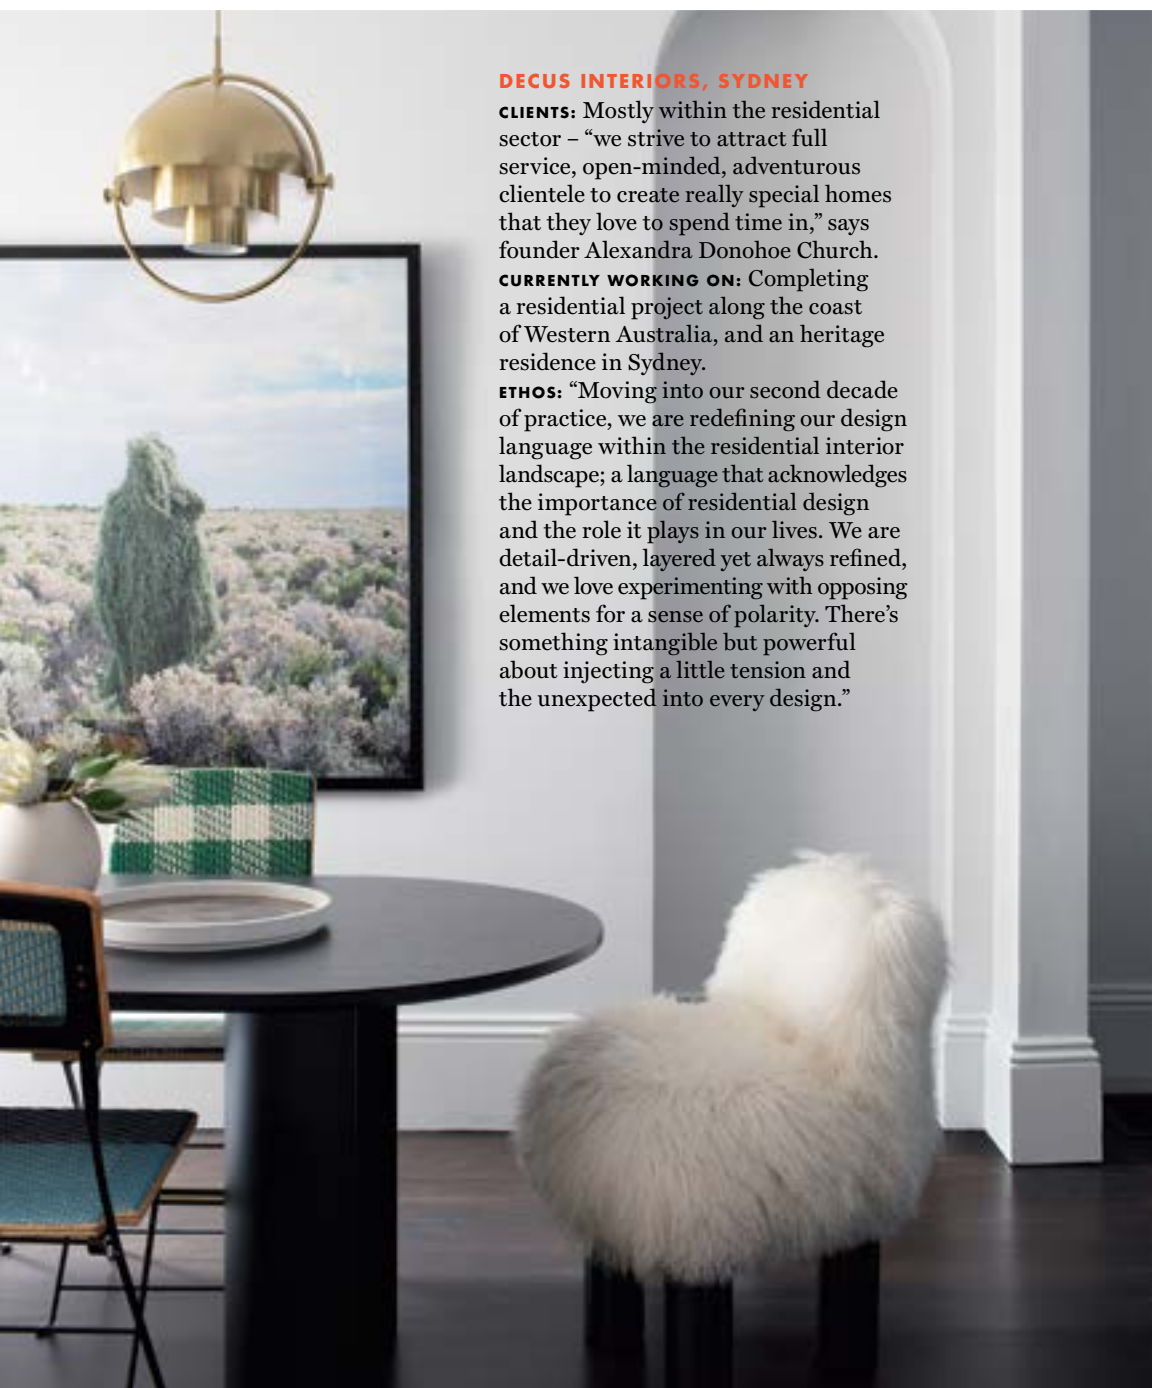 DECUS INTERIORS, SYDNEY
CLIENTS: Mostly within the residential
sector – “we strive to attract full
service, open-minded, adventurous
clientele to create really special homes
that they love to spend time in,” says
founder Alexandra Donohoe Church.
CURRENTLY WORKING ON: Completing
a residential project along the coast
of Western Australia, and an heritage
residence in Sydney.
ETHOS: “Moving into our second decade
of practice, we are redefining our design
language within the residential interior
landscape; a language that acknowledges
the importance of residential design
and the role it plays in our lives. We are
detail-driven, layered yet always refined,
and we love experimenting with opposing
elements for a sense of polarity. There’s
something intangible but powerful
about injecting a little tension and
the unexpected into every design.”